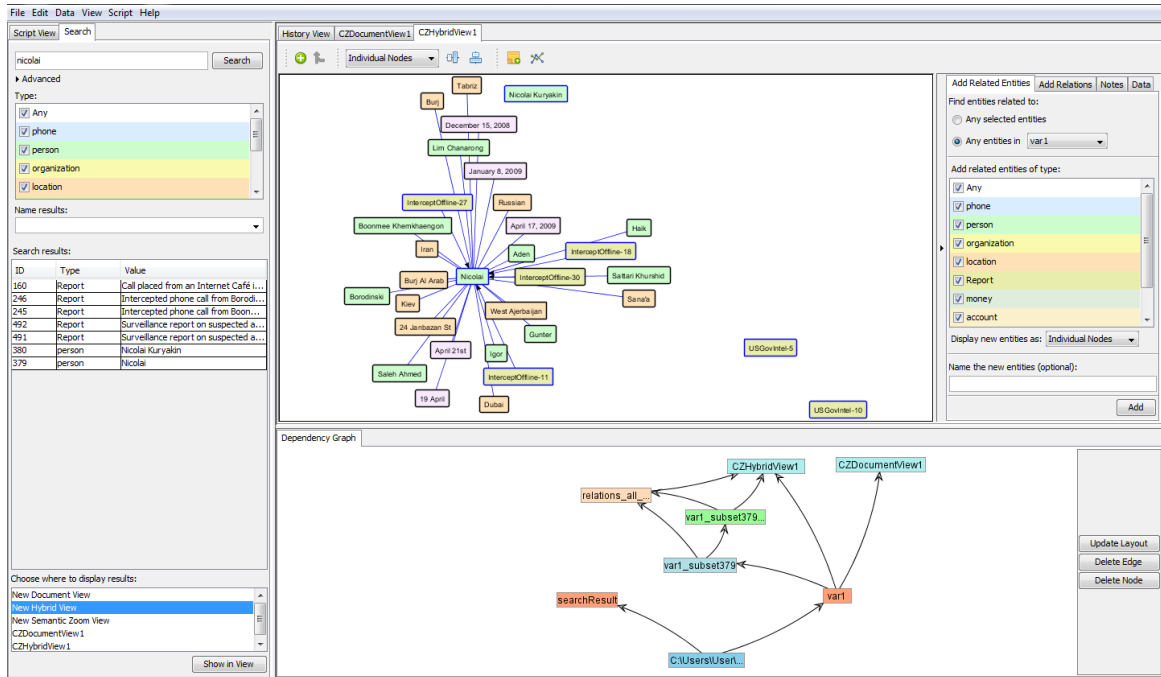 File Edit Data View Script Help
Script View Search
nicolai Search
Advanced
Type:
Any
phone
person
organization
location
Name results:
Search results:
ID Type Value
160 Report Call placed from an Internet Café i...
246 Report Intercepted phone call from Borodi...
245 Report Intercepted phone call from Boon...
492 Report Surveillance report on suspected a...
491 Report Surveillance report on suspected a...
380 person Nicolai Kuryakin
379 person Nicolai
Choose where to display results:
New Document View
New Hybrid View
New Semantic Zoom View
CZDocumentView1
CZHybridView1
Show in View
History View CZDocumentView1 CZHybridView1
Individual Nodes
Tabriz
Nicolai Kuryakin
Burj
December 15, 2008
Lim Chanarong
January 8, 2009
InterceptOffline-27 Russian
Boonmee Khemkhaengon April 17, 2009 Haik
Iran Aden InterceptOffline-18
Burj Al Arab Nicolai InterceptOffline-30 Sattari Khurshid
Borodinski Kiev Sana'a
West Ajerbaijan
24 Janbazan St Gunter
April 21st Igor USGovIntel-5
Saleh Ahmed InterceptOffline-11
19 April Dubai USGovIntel-10
Add Related Entities Add Relations Notes Data
Find entities related to:
Any selected entities
Any entities in var1
Add related entities of type:
Any
phone
person
organization
location
Report
money
account
Display new entities as: Individual Nodes
Name the new entities (optional):
Add
Dependency Graph
CZHybridView1 CZDocumentView1
relations_all_...
var1_subset379...
var1_subset379
searchResult var1
C:\Users\User\...
Update Layout
Delete Edge
Delete Node